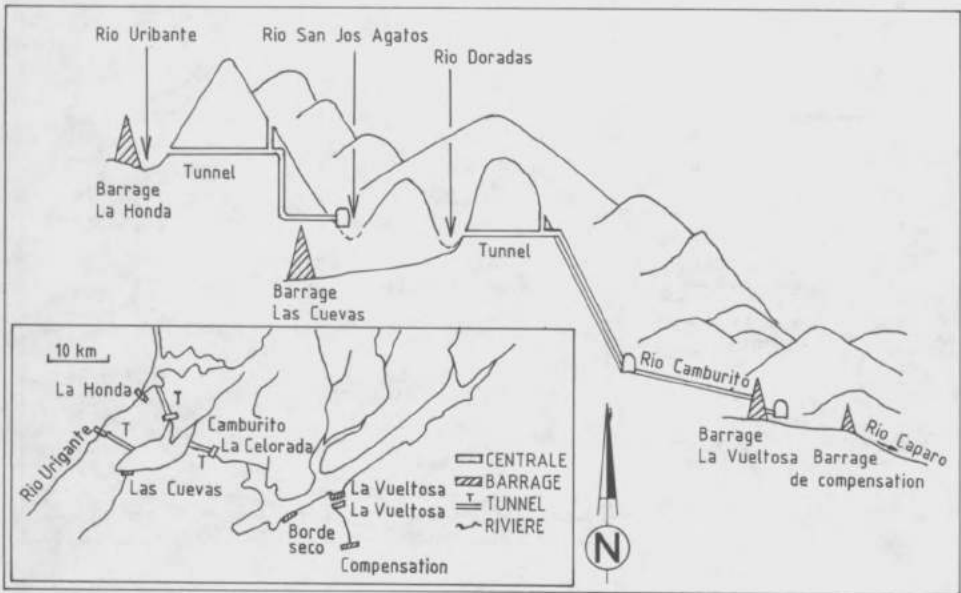 Rio Uribante
Rio San Jos Agatos
Rio Doradas
Tunnel
Barrage
La Honda
Tunnel
Barrage
Las Cuevas
Rio Camburito
Barrage
La Vueltosa
Barrage
de compensation
Rio Caparo
10 km
La Honda
T
Camburito
La Celorada
T
T
Rio Urigante
Las Cuevas
La Vueltosa
La Vueltosa
Borde
seco
Compensation
CENTRALE
BARRAGE
T TUNNEL
RIVIERE
N